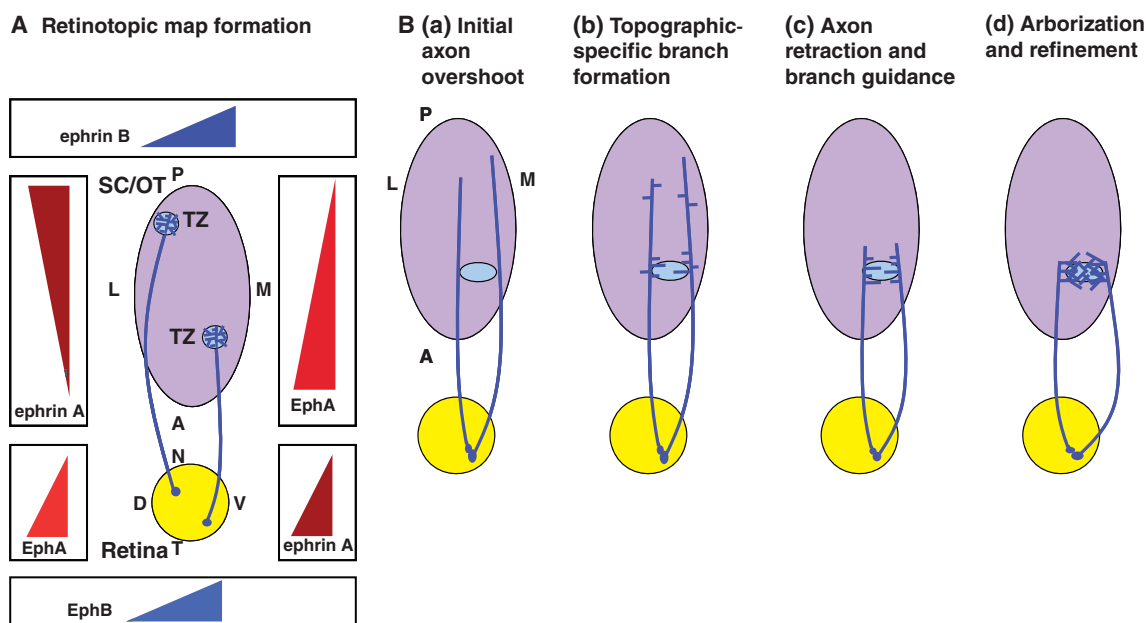 A Retinotopic map formation
ephrin B
SC/OT P
TZ
L
M
TZ
A
ephrin A
EphA
N
D
V
EphA
Retina T
ephrin A
EphB
B (a) Initial
axon
overshoot
P
L
M
A
(b) Topographic-
specific branch
formation
(c) Axon
retraction and
branch guidance
(d) Arborization
and refinement